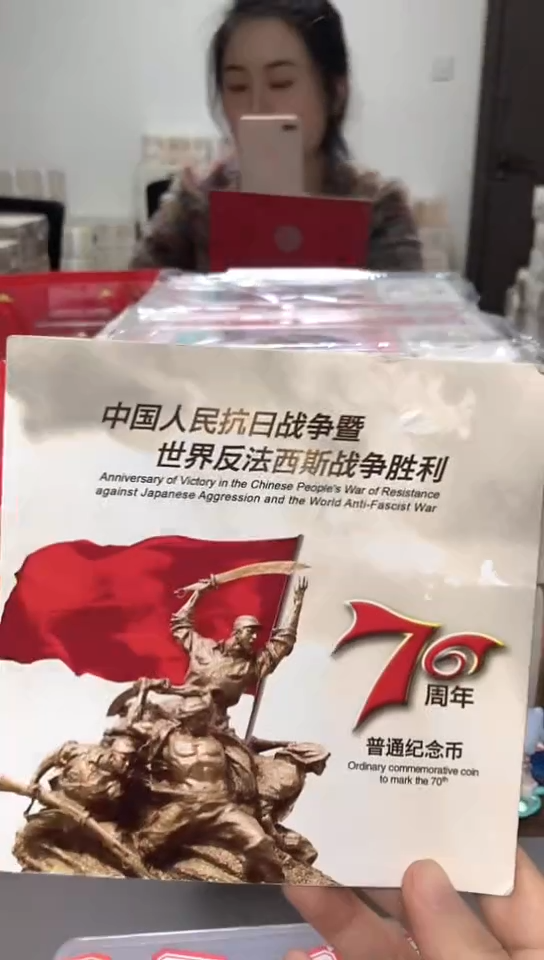 中国人民抗日战争暨
世界反法西斯战争胜利
Anniversary of Victory in the Chinese People's War of Resistance
against Japanese Aggression and the World Anti-Fascist War
70
周年
普通纪念币
Ordinary commemorative coin
to mark the 70th